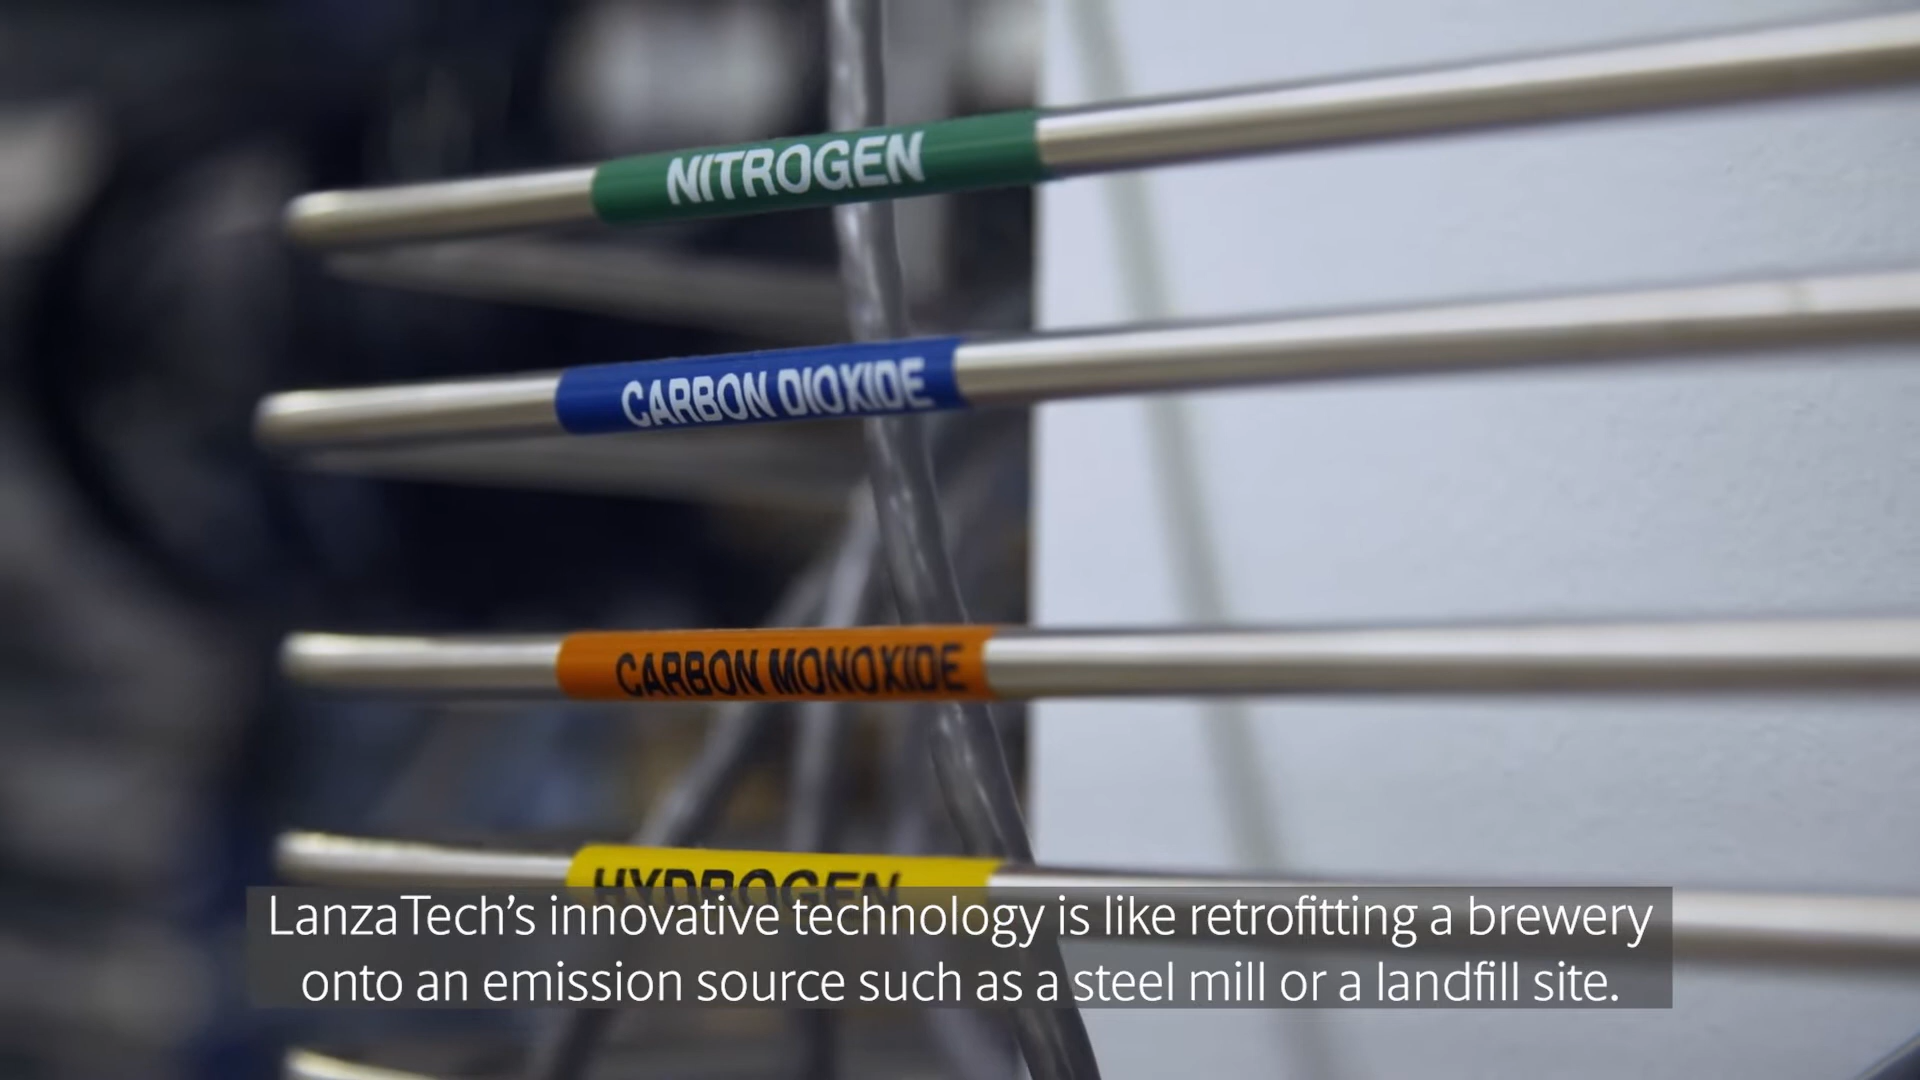 NITROGEN
CARBON DIOXIDE
CARBON MONOXIDE
HYDROGEN
LanzaTech's innovative technology is like retrofitting a brewery
onto an emission source such as a steel mill or a landfill site.